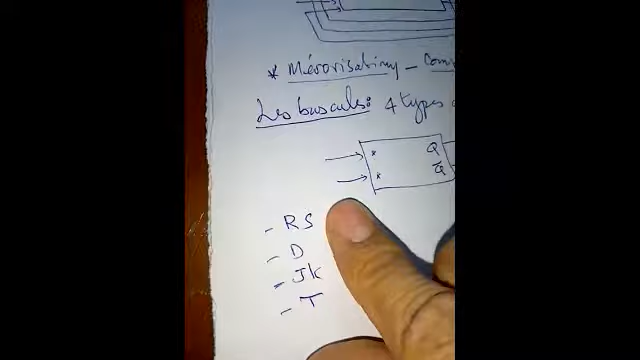 * Mémorisation - Com
Les bascules: 4 types
* Q
* Q̅
- RS
- D
- Jk
- T